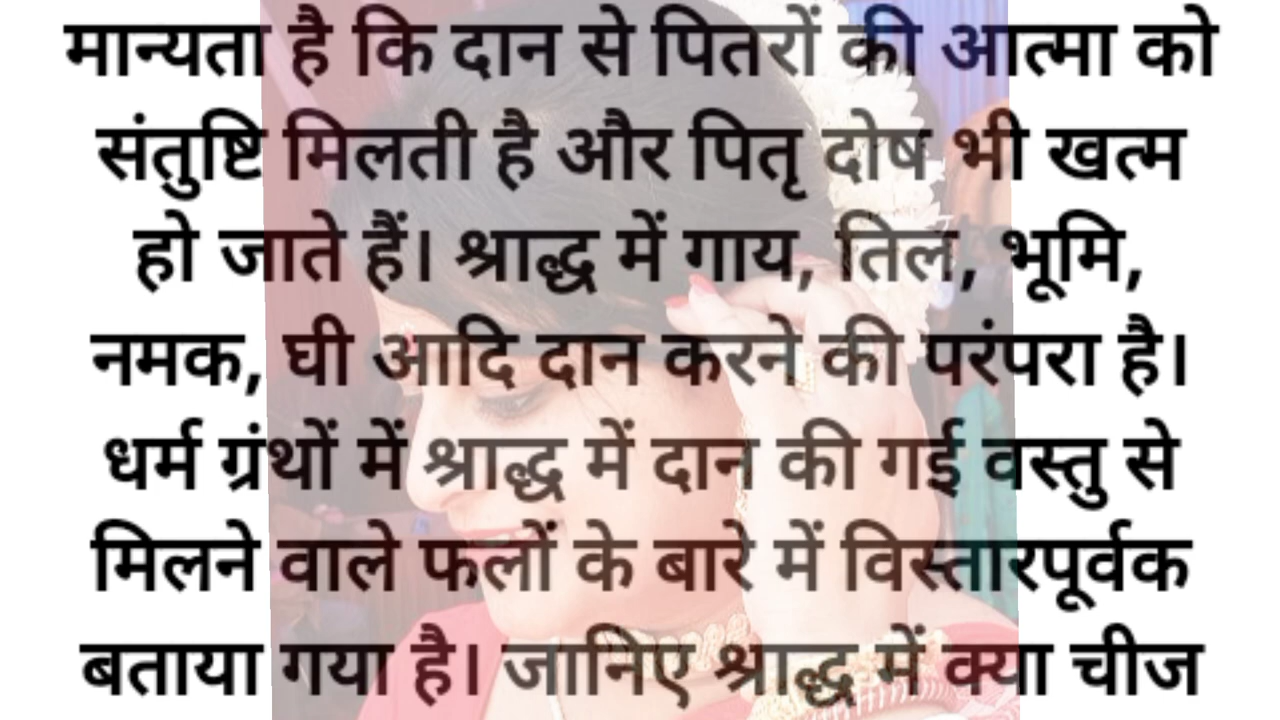 मान्यता है कि दान से पितरों की आत्मा को
संतुष्टि मिलती है और पितृ दोष भी खत्म
हो जाते हैं। श्राद्ध में गाय, तिल, भूमि,
नमक, घी आदि दान करने की परंपरा है।
धर्म ग्रंथों में श्राद्ध में दान की गई वस्तु से
मिलने वाले फलों के बारे में विस्तारपूर्वक
बताया गया है। जानिए श्राद्ध में क्या चीज